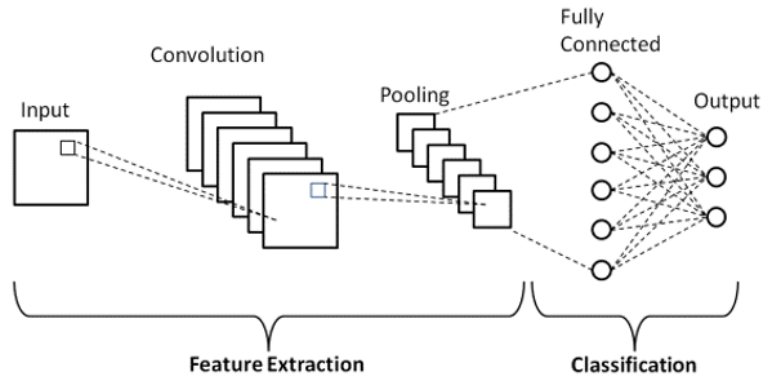 Fully
Connected
Convolution
Pooling
Output
Input
Feature Extraction
Classification